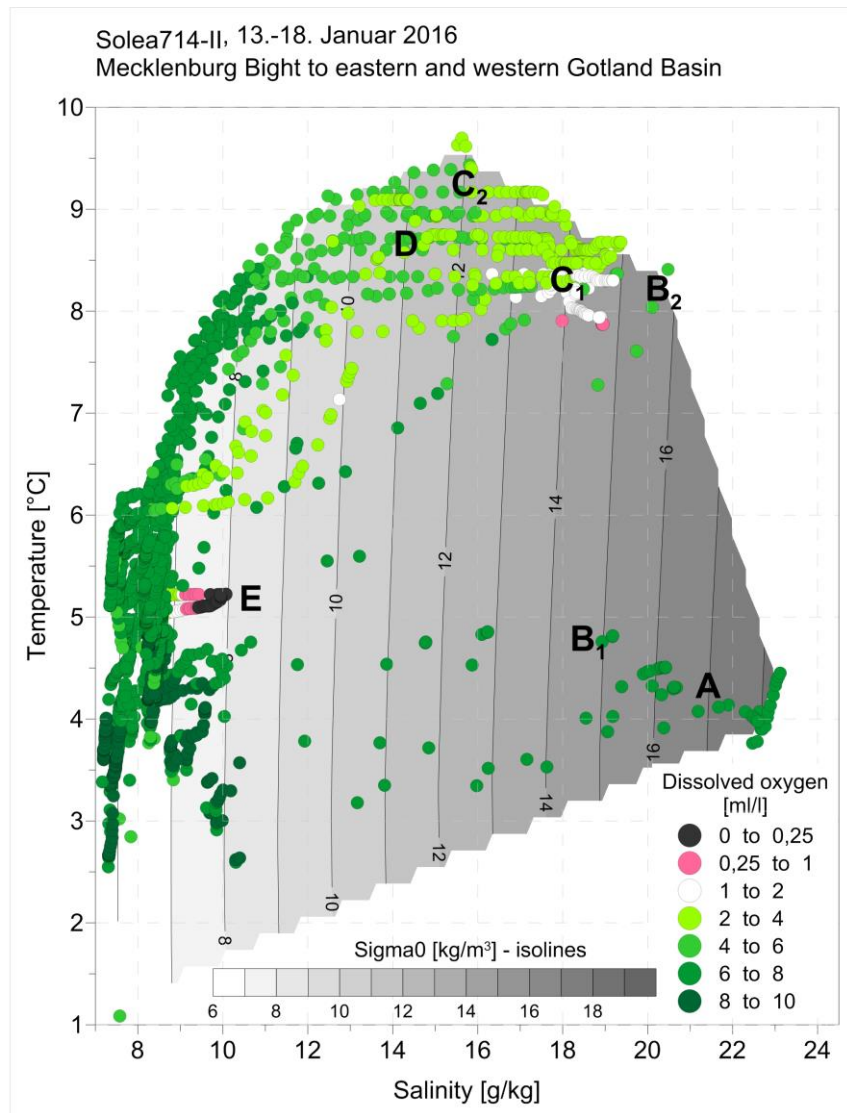 Solea714-II, 13.-18. Januar 2016
Mecklenburg Bight to eastern and western Gotland Basin
10
9
8
7
6
5
4
3
2
1
Temperature [°C]
C₂
D
C₁
B₂
12
10
8
16
14
12
10
E
8
B₁
A
16
14
12
10
8
Dissolved oxygen
[ml/l]
0 to 0,25
0,25 to 1
1 to 2
2 to 4
4 to 6
6 to 8
8 to 10
Sigma0 [kg/m³] - isolines
6 8 10 12 14 16 18
8 10 12 14 16 18 20 22 24
Salinity [g/kg]